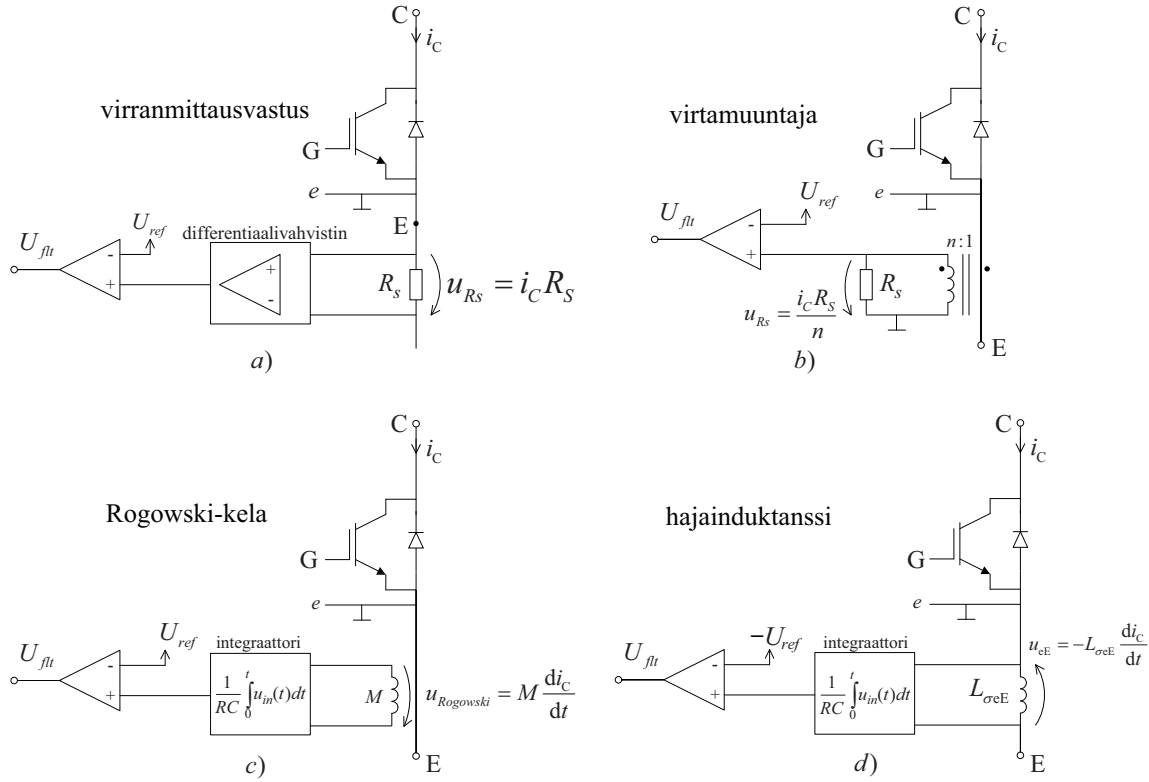 C
i_C
virranmittausvastus
G
e
E
U_flt
U_ref
-
+
differentiaalivahvistin
+
-
R_s
u_Rs = i_C R_S
a)
C
i_C
virtamuuntaja
G
e
U_flt
U_ref
-
+
n:1
R_s
u_Rs = i_C R_S / n
E
b)
C
i_C
Rogowski-kela
G
e
U_flt
U_ref
-
+
integraattori
1/RC ∫_0^t u_in(t)dt
M
u_Rogowski = M di_C/dt
E
c)
C
i_C
hajainduktanssi
G
e
U_flt
-U_ref
-
+
integraattori
1/RC ∫_0^t u_in(t)dt
L_σeE
u_eE = -L_σeE di_C/dt
E
d)